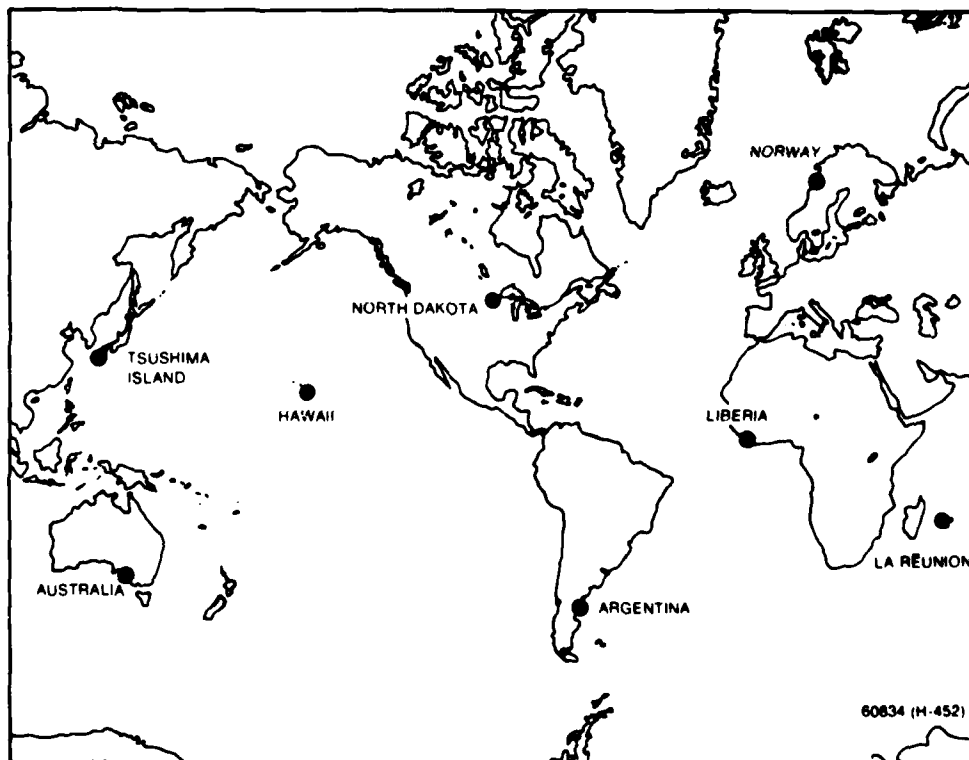 NORWAY
NORTH DAKOTA
TSUSHIMA
ISLAND
HAWAII
LIBERIA
LA REUNION
AUSTRALIA
ARGENTINA
60834 (H-452)